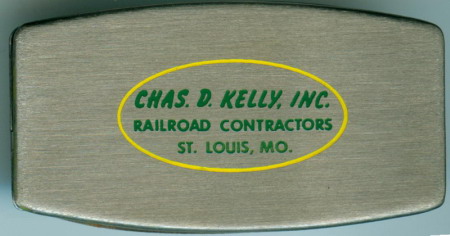 CHAS. D. KELLY, INC.
RAILROAD CONTRACTORS
ST. LOUIS, MO.